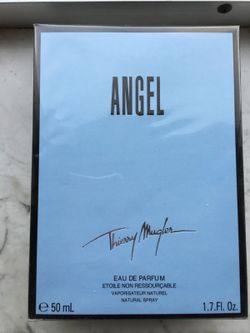 ANGEL
Thierry Mugler
EAU DE PARFUM
ETOILE NON RESSOURÇABLE
VAPORISATEUR NATUREL
NATURAL SPRAY
℮ 50 mL 1.7 Fl. Oz.